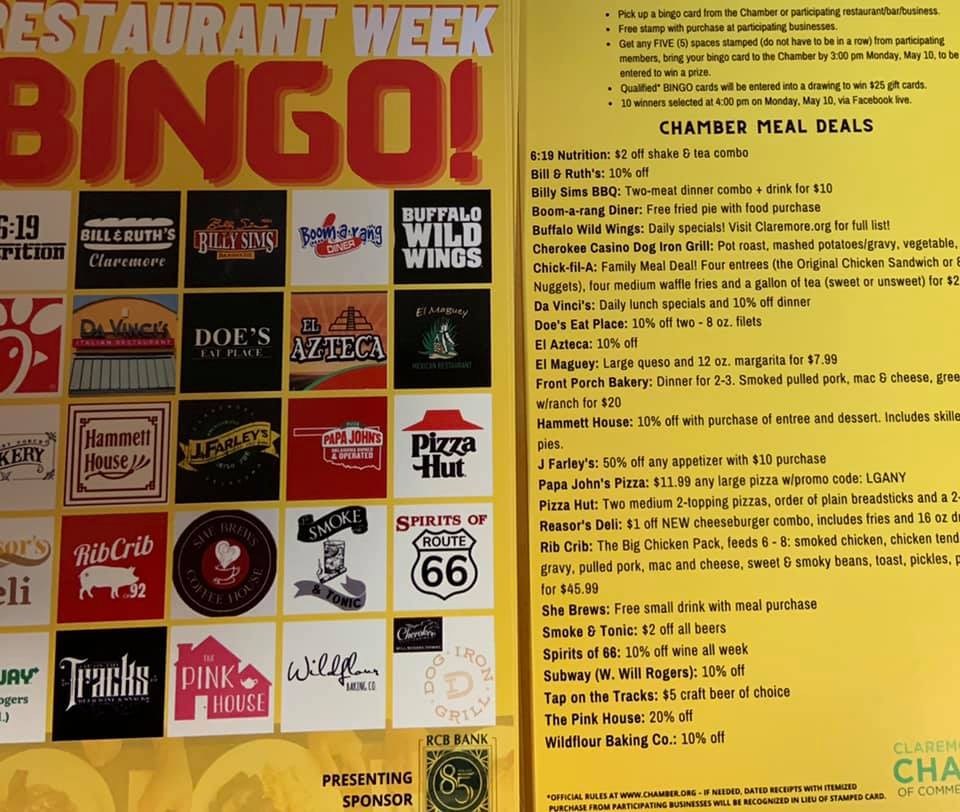 RESTAURANT WEEK
BINGO!
6:19
BILL & RUTH'S
Claremore
Billy Sims
BILLY SIMS
BARBECUE
Boom-a-rang
DINER
BUFFALO
WILD
WINGS
DA VINCI'S
ITALIAN RESTAURANT
DOE'S
EAT PLACE
EL
AZTECA
El Maguey
MEXICAN RESTAURANT
KERY
Hammett
House
J. FARLEY'S
PAPA JOHN'S
OKLAHOMA OWNED
& OPERATED
Pizza
Hut
sor's
eli
RibCrib
92
SHE BREWS
COFFEE HOUSE
SMOKE
& TONIC
SPIRITS OF
ROUTE
66
WAY
ogers
.)
Tracks
THE
PINK
HOUSE
Wildflour
BAKING CO.
Cherokee
DOG IRON
D
GRILL
PRESENTING
SPONSOR
RCB BANK
85
• Pick up a bingo card from the Chamber or participating restaurant/bar/business.
• Free stamp with purchase at participating businesses.
• Get any FIVE (5) spaces stamped (do not have to be in a row) from participating
members, bring your bingo card to the Chamber by 3:00 pm Monday, May 10, to be
entered to win a prize.
• Qualified* BINGO cards will be entered into a drawing to win $25 gift cards.
• 10 winners selected at 4:00 pm on Monday, May 10, via Facebook live.
CHAMBER MEAL DEALS
6:19 Nutrition: $2 off shake & tea combo
Bill & Ruth's: 10% off
Billy Sims BBQ: Two-meat dinner combo + drink for $10
Boom-a-rang Diner: Free fried pie with food purchase
Buffalo Wild Wings: Daily specials! Visit Claremore.org for full list!
Cherokee Casino Dog Iron Grill: Pot roast, mashed potatoes/gravy, vegetable,
Chick-fil-A: Family Meal Deal! Four entrees (the Original Chicken Sandwich or 8
Nuggets), four medium waffle fries and a gallon of tea (sweet or unsweet) for $2
Da Vinci's: Daily lunch specials and 10% off dinner
Doe's Eat Place: 10% off two - 8 oz. filets
El Azteca: 10% off
El Maguey: Large queso and 12 oz. margarita for $7.99
Front Porch Bakery: Dinner for 2-3. Smoked pulled pork, mac & cheese, gree
w/ranch for $20
Hammett House: 10% off with purchase of entree and dessert. Includes skille
pies.
J Farley's: 50% off any appetizer with $10 purchase
Papa John's Pizza: $11.99 any large pizza w/promo code: LGANY
Pizza Hut: Two medium 2-topping pizzas, order of plain breadsticks and a 2-
Reasor's Deli: $1 off NEW cheeseburger combo, includes fries and 16 oz dr
Rib Crib: The Big Chicken Pack, feeds 6 - 8: smoked chicken, chicken tend
gravy, pulled pork, mac and cheese, sweet & smoky beans, toast, pickles, p
for $45.99
She Brews: Free small drink with meal purchase
Smoke & Tonic: $2 off all beers
Spirits of 66: 10% off wine all week
Subway (W. Will Rogers): 10% off
Tap on the Tracks: $5 craft beer of choice
The Pink House: 20% off
Wildflour Baking Co.: 10% off
CLAREMO
CHA
OF COMME
*OFFICIAL RULES AT WWW.CHAMBER.ORG - IF NEEDED, DATED RECEIPTS WITH ITEMIZED
PURCHASE FROM PARTICIPATING BUSINESSES WILL BE RECOGNIZED IN LIEU OF STAMPED CARD.